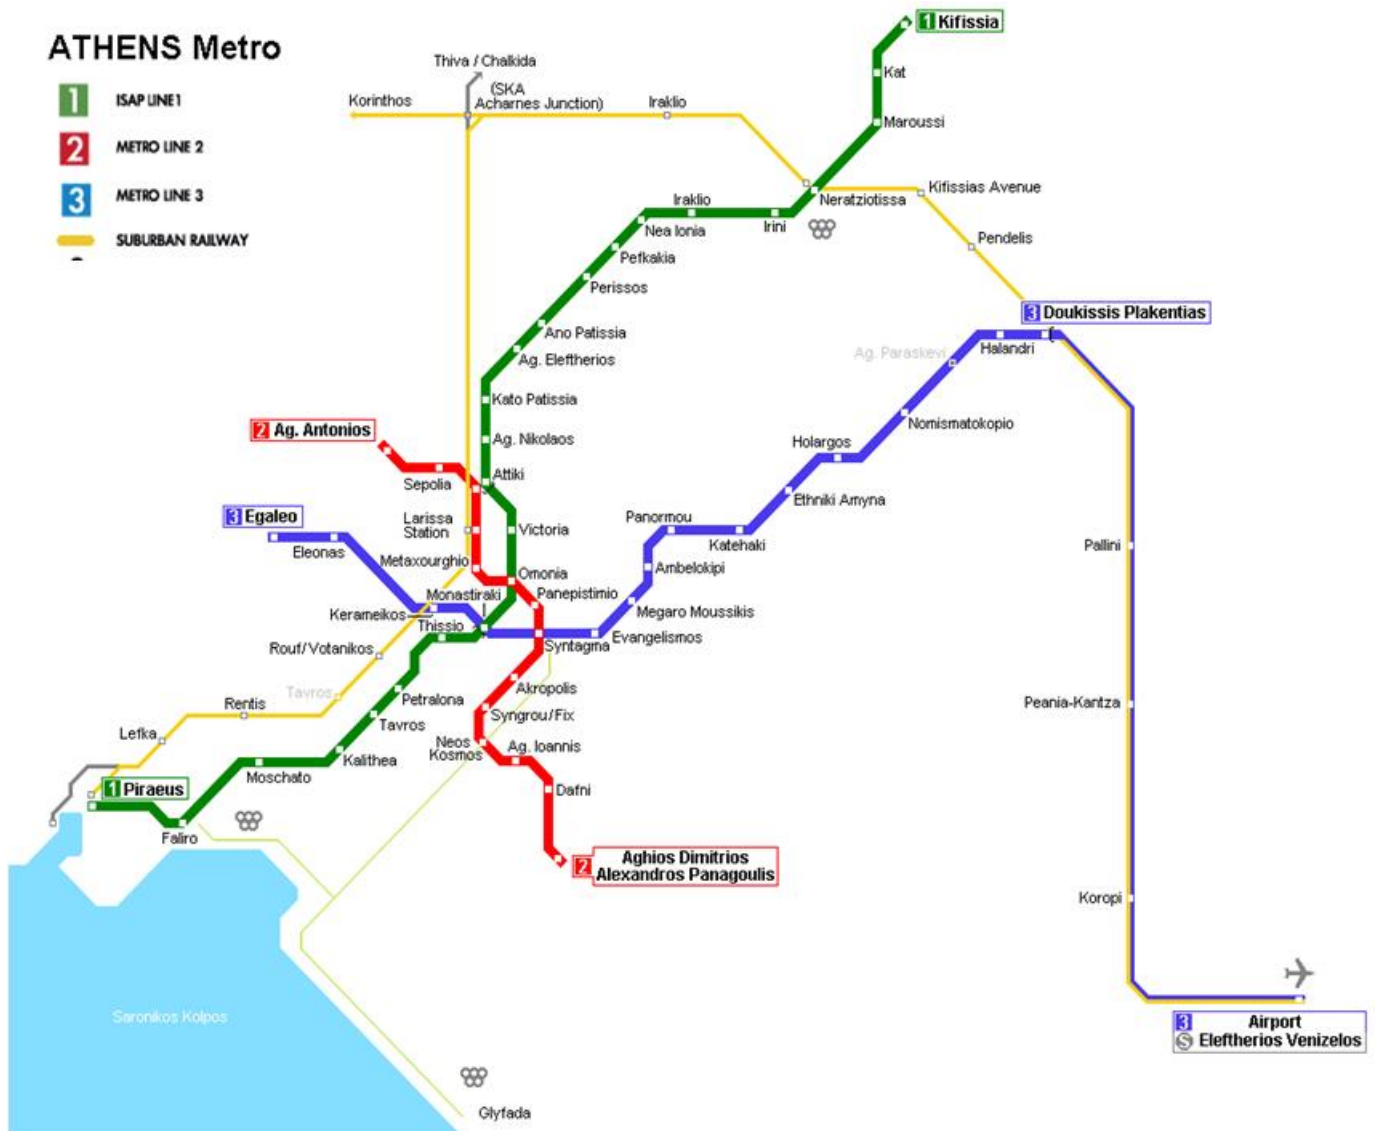 ATHENS Metro
1 ISAP LINE 1
2 METRO LINE 2
3 METRO LINE 3
SUBURBAN RAILWAY
1 Kifissia
Kat
Maroussi
Thiva / Chalkida
(SKA
Acharnes Junction)
Korinthos
Iraklio
Neratziotissa
Kifissias Avenue
Pendelis
Iraklio
Irini
Nea Ionia
Pefkakia
Perissos
Ano Patissia
Ag. Eleftherios
Kato Patissia
Ag. Nikolaos
Attiki
3 Doukissis Plakentias
Halandri
Ag. Paraskevi
Nomismatokopio
Holargos
Ethniki Amyna
Katehaki
Panormou
Ambelokipi
Megaro Moussikis
Evangelismos
2 Ag. Antonios
Sepolia
Larissa
Station
Victoria
3 Egaleo
Eleonas
Metaxourghio
Omonia
Monastiraki
Panepistimio
Kerameikos
Thissio
Syntagma
Rouf/Votanikos
Akropolis
Tavros
Petralona
Rentis
Tavros
Syngrou/Fix
Lefka
Neos
Kosmos
Ag. Ioannis
Kalithea
Moschato
Dafni
1 Piraeus
Faliro
2 Aghios Dimitrios
Alexandros Panagoulis
Pallini
Peania-Kantza
Koropi
3 Airport
S Eleftherios Venizelos
Saronikos Kolpos
Glyfada